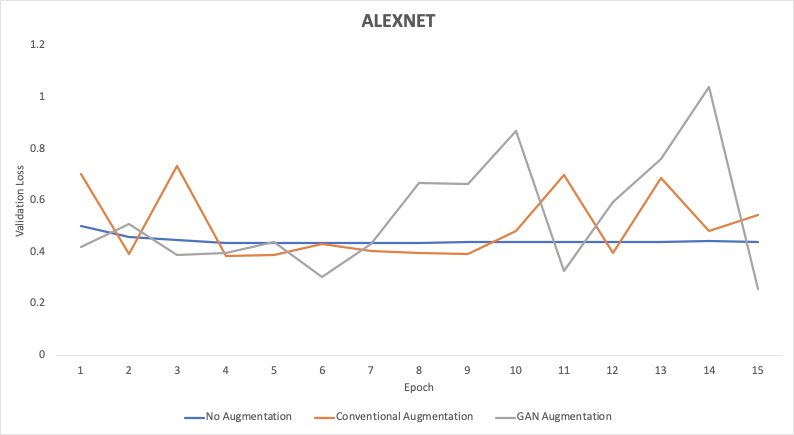 ALEXNET
1.2
1
0.8
0.6
0.4
0.2
0
Validation Loss
1 2 3 4 5 6 7 8 9 10 11 12 13 14 15
Epoch
No Augmentation Conventional Augmentation GAN Augmentation